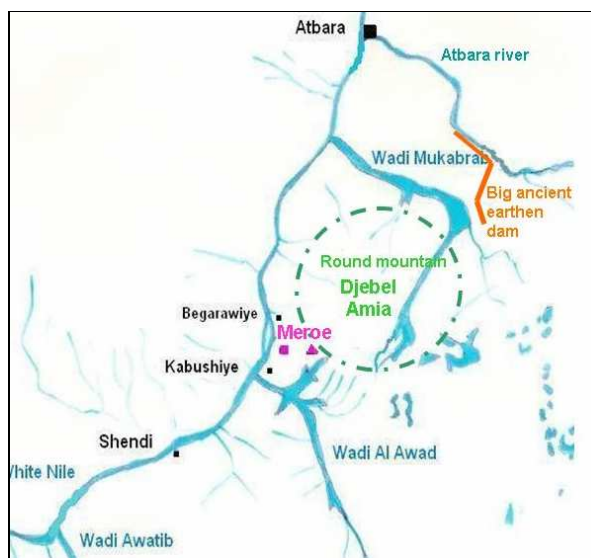 Atbara
Atbara river
Wadi Mukabrab
Big ancient
earthen
dam
Round mountain
Djebel
Amia
Begarawiye
Meroe
Kabushiye
Shendi
Wadi Al Awad
White Nile
Wadi Awatib